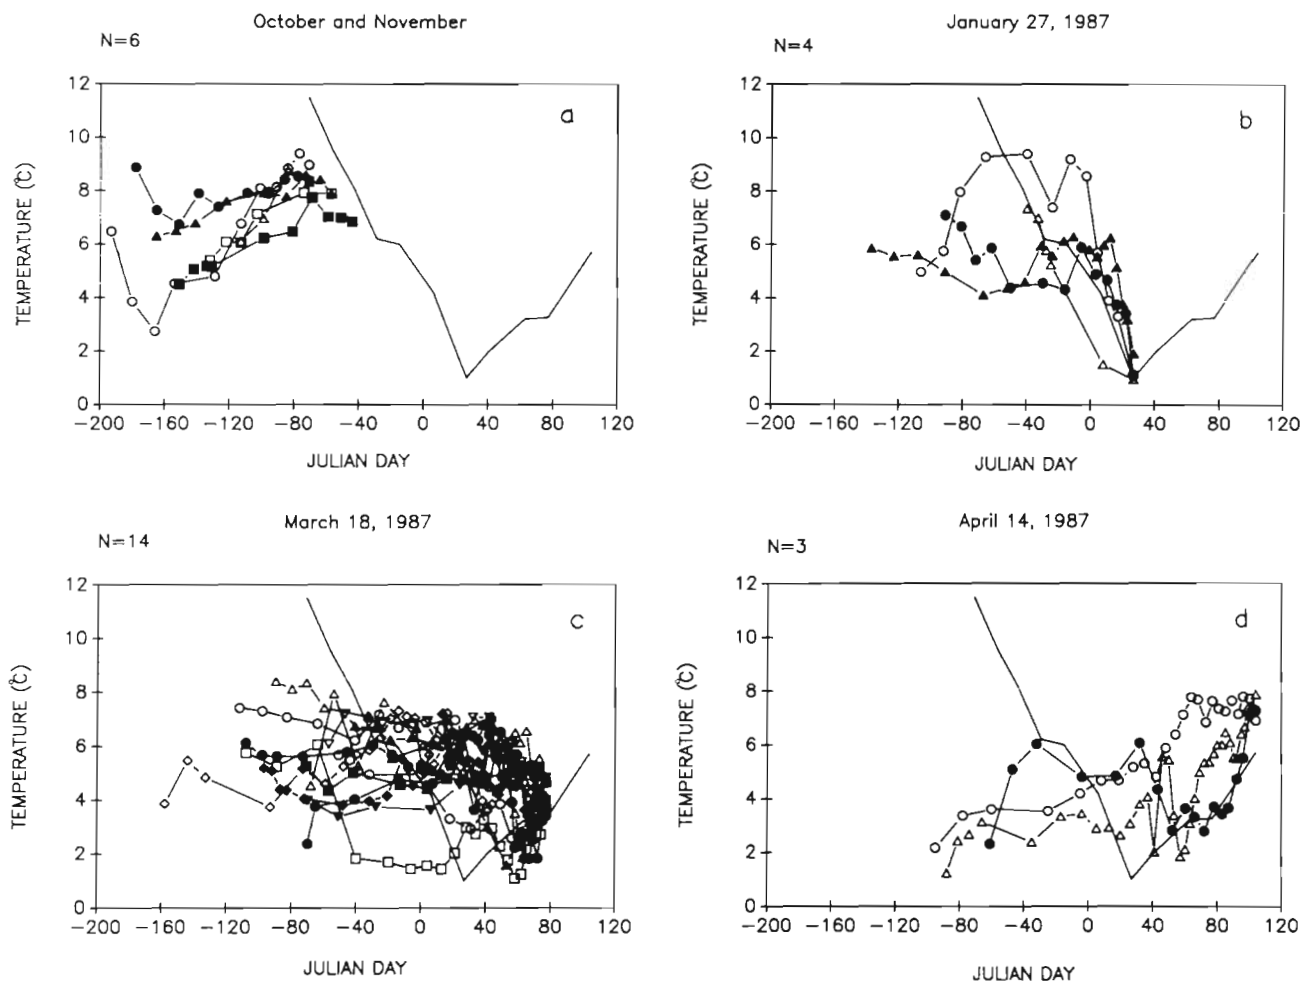 October and November
N=6
a
TEMPERATURE (°C)
12
10
8
6
4
2
0
-200 -160 -120 -80 -40 0 40 80 120
JULIAN DAY
January 27, 1987
N=4
b
TEMPERATURE (°C)
12
10
8
6
4
2
0
-200 -160 -120 -80 -40 0 40 80 120
JULIAN DAY
March 18, 1987
N=14
c
TEMPERATURE (°C)
12
10
8
6
4
2
0
-200 -160 -120 -80 -40 0 40 80 120
JULIAN DAY
April 14, 1987
N=3
d
TEMPERATURE (°C)
12
10
8
6
4
2
0
-200 -160 -120 -80 -40 0 40 80 120
JULIAN DAY